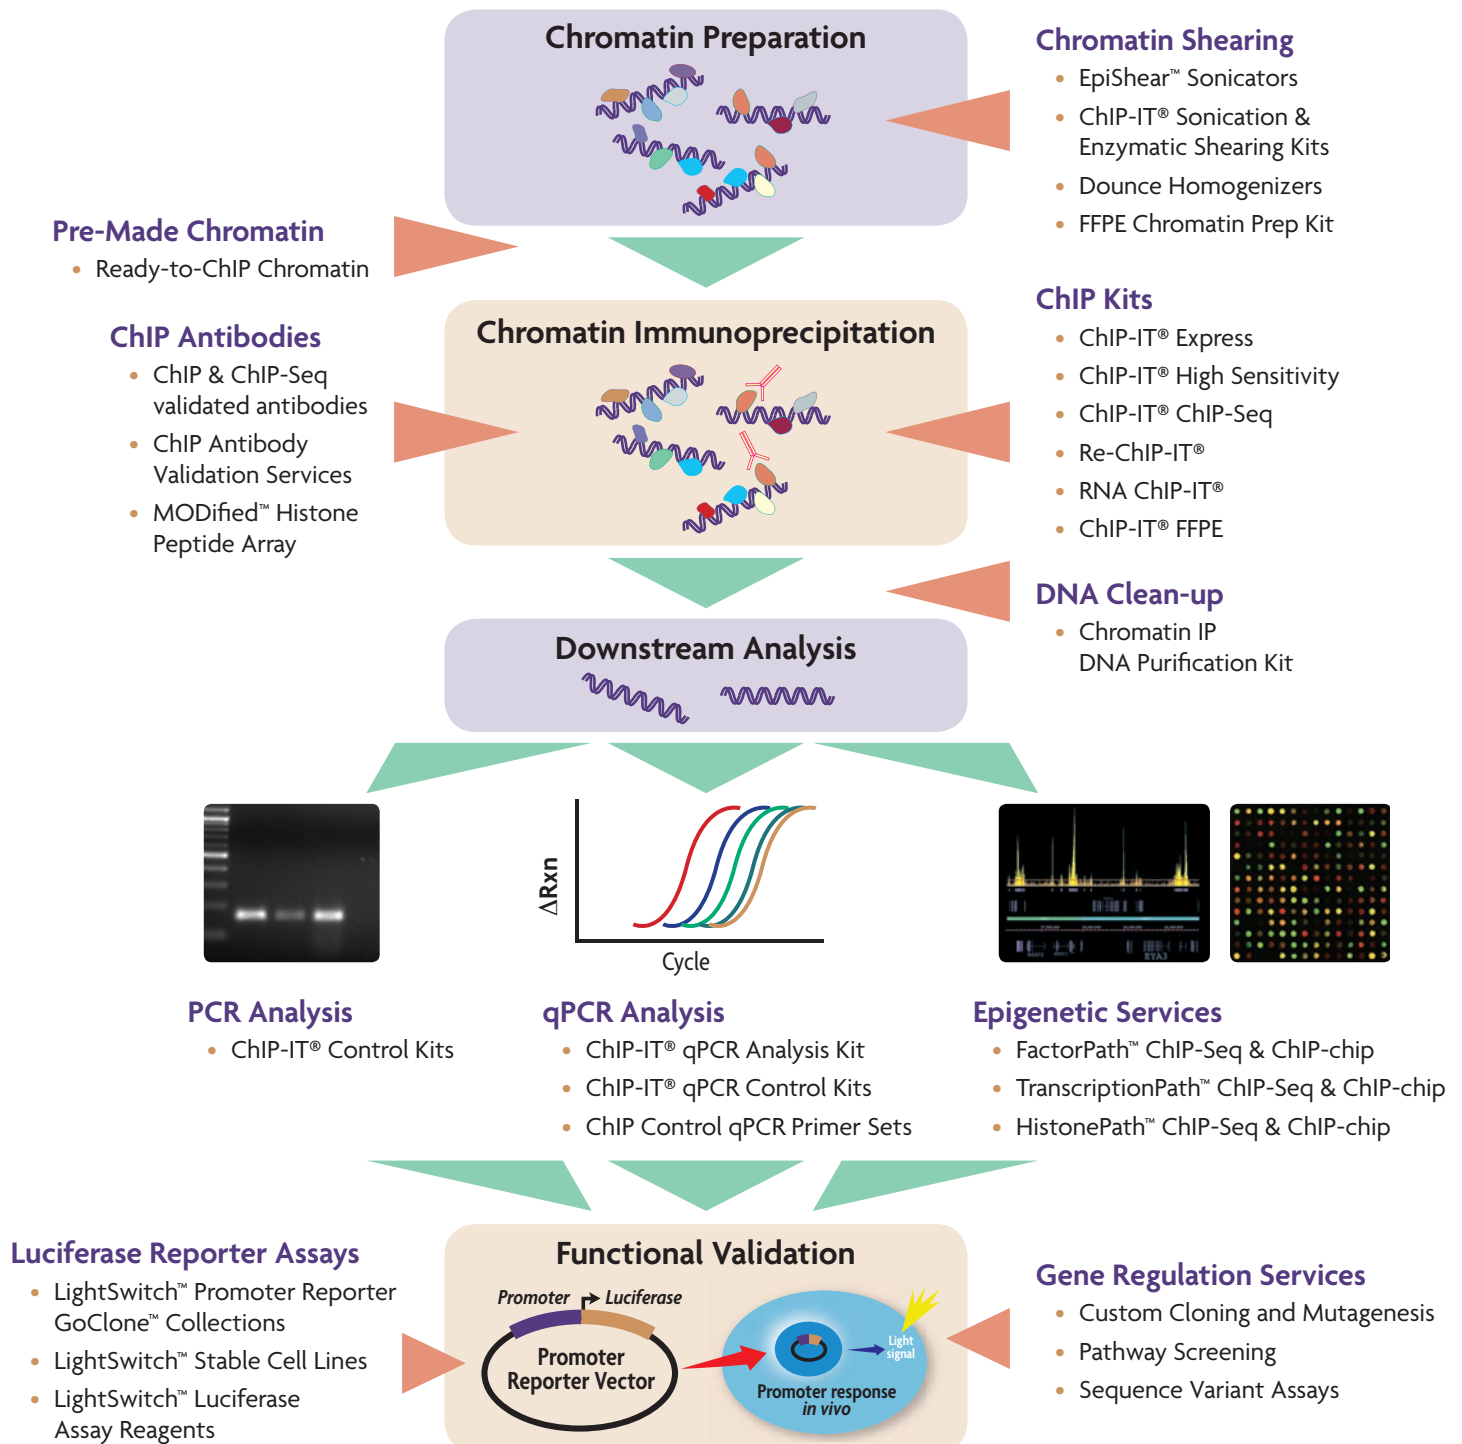 Chromatin Preparation
Chromatin Shearing
• EpiShear™ Sonicators
• ChIP-IT® Sonication &
Enzymatic Shearing Kits
• Dounce Homogenizers
• FFPE Chromatin Prep Kit
Pre-Made Chromatin
• Ready-to-ChIP Chromatin
Chromatin Immunoprecipitation
ChIP Antibodies
• ChIP & ChIP-Seq
validated antibodies
• ChIP Antibody
Validation Services
• MODified™ Histone
Peptide Array
ChIP Kits
• ChIP-IT® Express
• ChIP-IT® High Sensitivity
• ChIP-IT® ChIP-Seq
• Re-ChIP-IT®
• RNA ChIP-IT®
• ChIP-IT® FFPE
DNA Clean-up
• Chromatin IP
DNA Purification Kit
Downstream Analysis
ΔRxn
Cycle
EYA3
PCR Analysis
• ChIP-IT® Control Kits
qPCR Analysis
• ChIP-IT® qPCR Analysis Kit
• ChIP-IT® qPCR Control Kits
• ChIP Control qPCR Primer Sets
Epigenetic Services
• FactorPath™ ChIP-Seq & ChIP-chip
• TranscriptionPath™ ChIP-Seq & ChIP-chip
• HistonePath™ ChIP-Seq & ChIP-chip
Luciferase Reporter Assays
• LightSwitch™ Promoter Reporter
GoClone™ Collections
• LightSwitch™ Stable Cell Lines
• LightSwitch™ Luciferase
Assay Reagents
Functional Validation
Promoter Luciferase
Promoter
Reporter Vector
Light
signal
Promoter response
in vivo
Gene Regulation Services
• Custom Cloning and Mutagenesis
• Pathway Screening
• Sequence Variant Assays